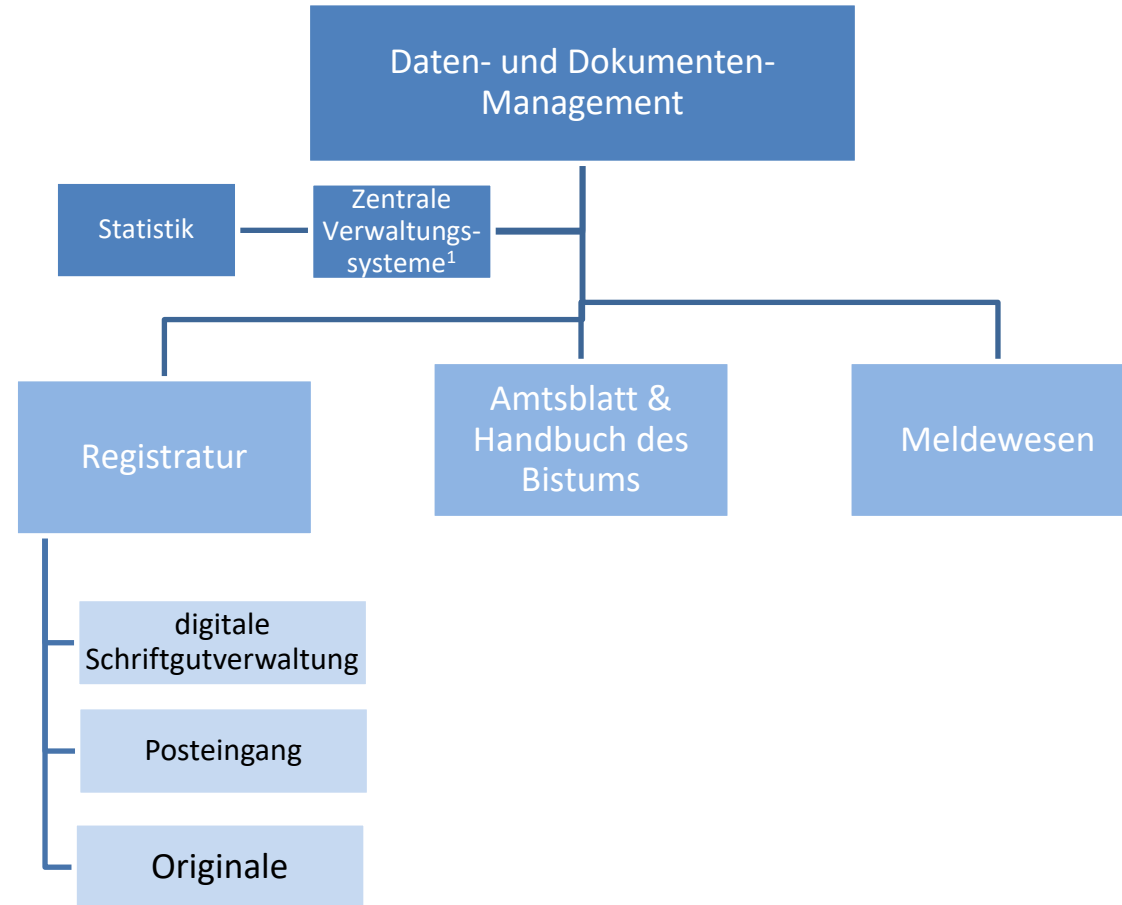 Daten- und Dokumenten-
Management
Statistik
Zentrale
Verwaltungs-
systeme¹
Registratur
Amtsblatt &
Handbuch des
Bistums
Meldewesen
digitale
Schriftgutverwaltung
Posteingang
Originale